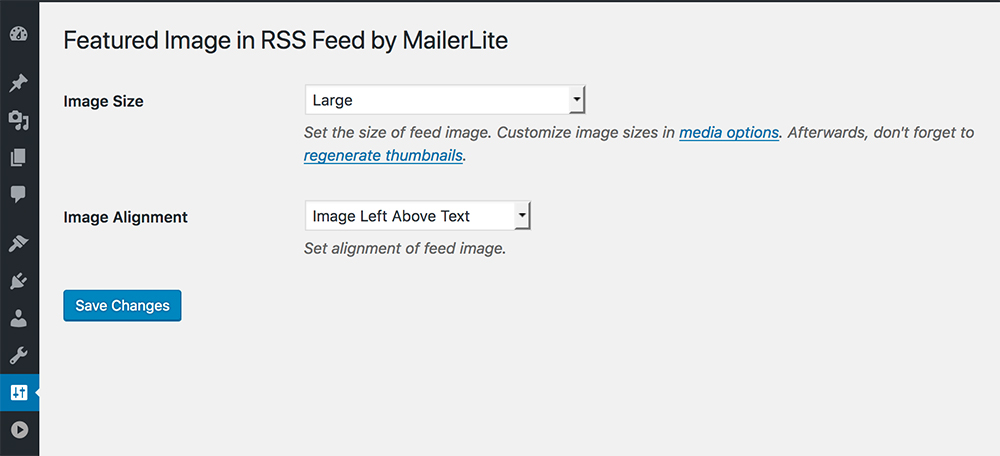 Featured Image in RSS Feed by MailerLite
Image Size
Large
Set the size of feed image. Customize image sizes in media options. Afterwards, don't forget to
regenerate thumbnails.
Image Alignment
Image Left Above Text
Set alignment of feed image.
Save Changes